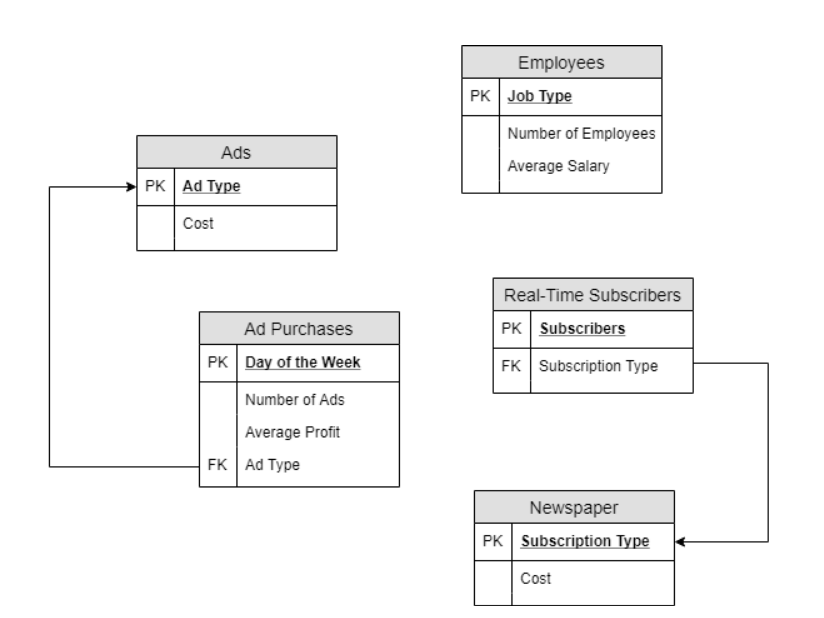 Employees
PK Job Type
Number of Employees
Average Salary
Ads
PK Ad Type
Cost
Real-Time Subscribers
PK Subscribers
FK Subscription Type
Ad Purchases
PK Day of the Week
Number of Ads
Average Profit
FK Ad Type
Newspaper
PK Subscription Type
Cost